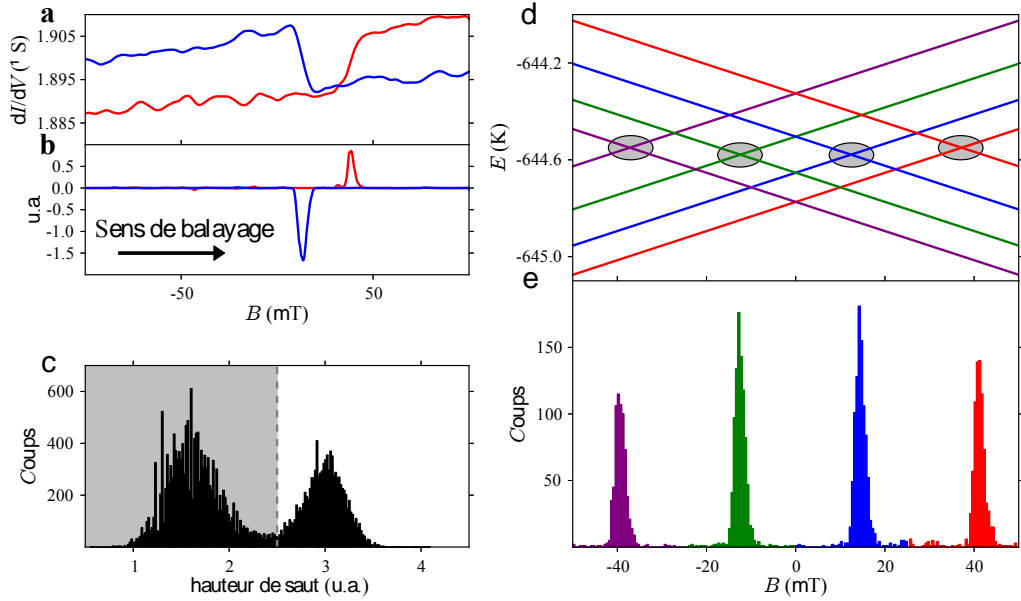 a
dI/dV (¹ S)
1.905
1.895
1.885
b
u.a.
0.5
0.0
-0.5
-1.0
-1.5
Sens de balayage
-50
50
B (mT)
c
Coups
600
400
200
1
2
3
4
hauteur de saut (u.a.)
d
E (K)
-644.2
-644.6
-645.0
e
Coups
150
100
50
-40
-20
0
20
40
B (mT)